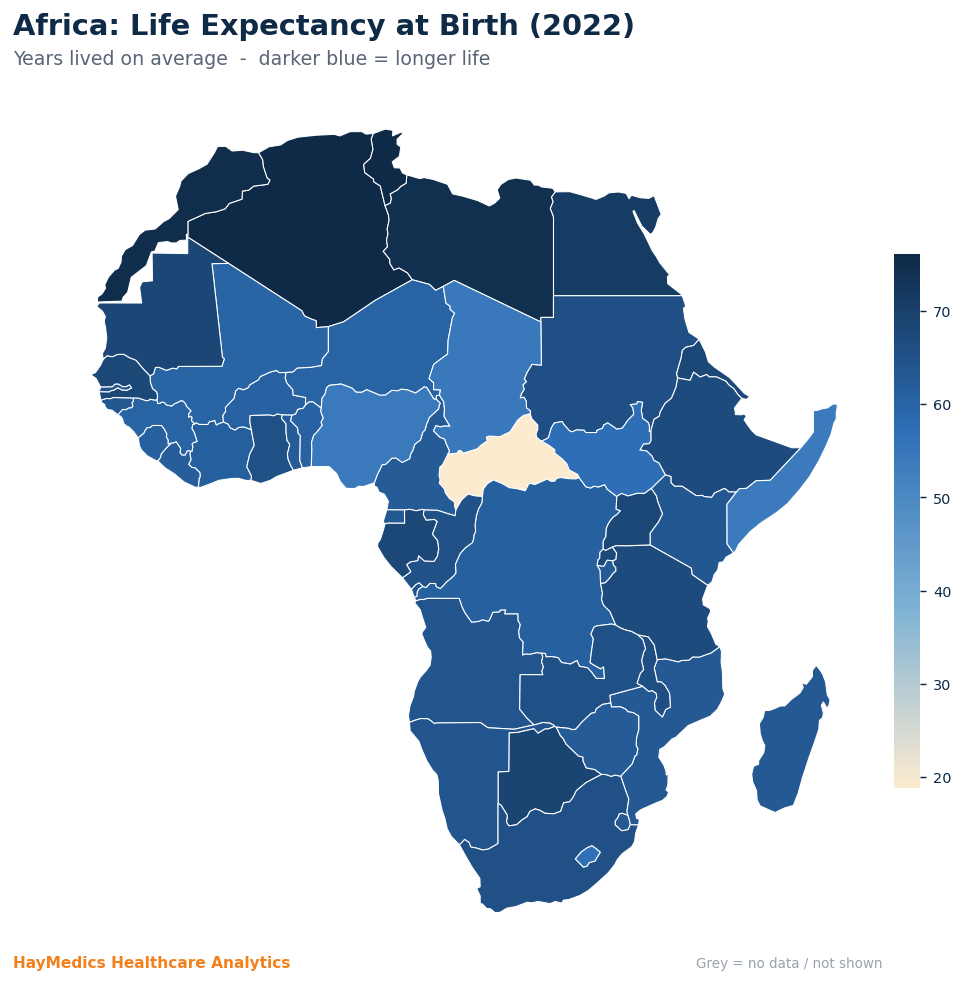 Africa: Life Expectancy at Birth (2022)
Years lived on average  -  darker blue = longer life
70
60
50
40
30
20
HayMedics Healthcare Analytics
Grey = no data / not shown